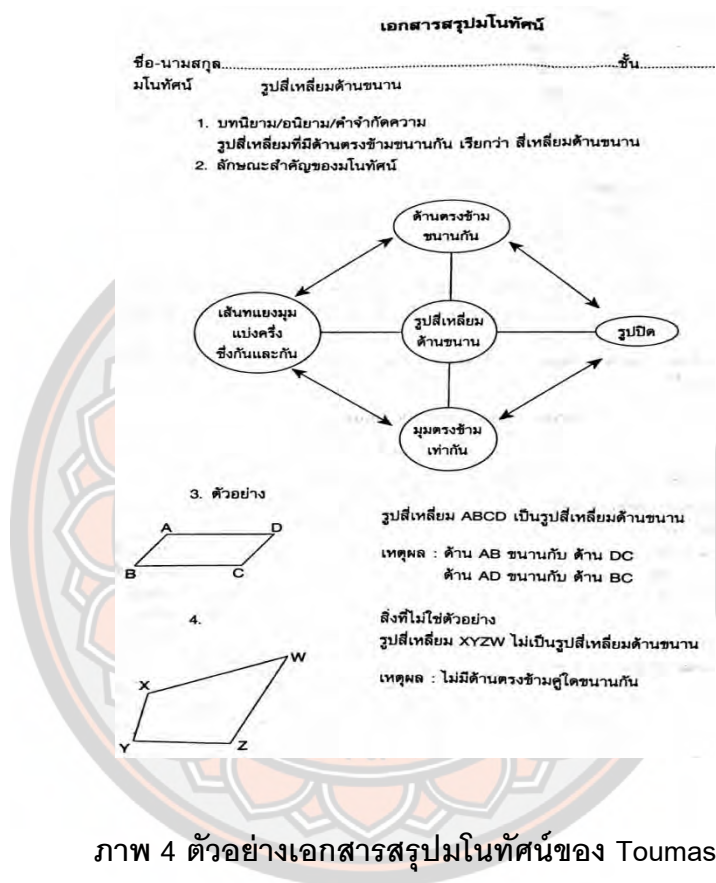 เอกสารสรุปมโนทัศน์
ชื่อ-นามสกุล..........................................................................ชั้น..............
มโนทัศน์ รูปสี่เหลี่ยมด้านขนาน
1. บทนิยาม/อนิยาม/คำจำกัดความ
รูปสี่เหลี่ยมที่มีด้านตรงข้ามขนานกัน เรียกว่า สี่เหลี่ยมด้านขนาน
2. ลักษณะสำคัญของมโนทัศน์
ด้านตรงข้าม
ขนานกัน
เส้นทแยงมุม
แบ่งครึ่ง
ซึ่งกันและกัน
รูปสี่เหลี่ยม
ด้านขนาน
รูปปิด
มุมตรงข้าม
เท่ากัน
3. ตัวอย่าง
A D
B C
รูปสี่เหลี่ยม ABCD เป็นรูปสี่เหลี่ยมด้านขนาน
เหตุผล : ด้าน AB ขนานกับ ด้าน DC
ด้าน AD ขนานกับ ด้าน BC
4. สิ่งที่ไม่ใช่ตัวอย่าง
รูปสี่เหลี่ยม XYZW ไม่เป็นรูปสี่เหลี่ยมด้านขนาน
เหตุผล : ไม่มีด้านตรงข้ามคู่ใดขนานกัน
W
X
Y Z
ภาพ 4 ตัวอย่างเอกสารสรุปมโนทัศน์ของ Toumas